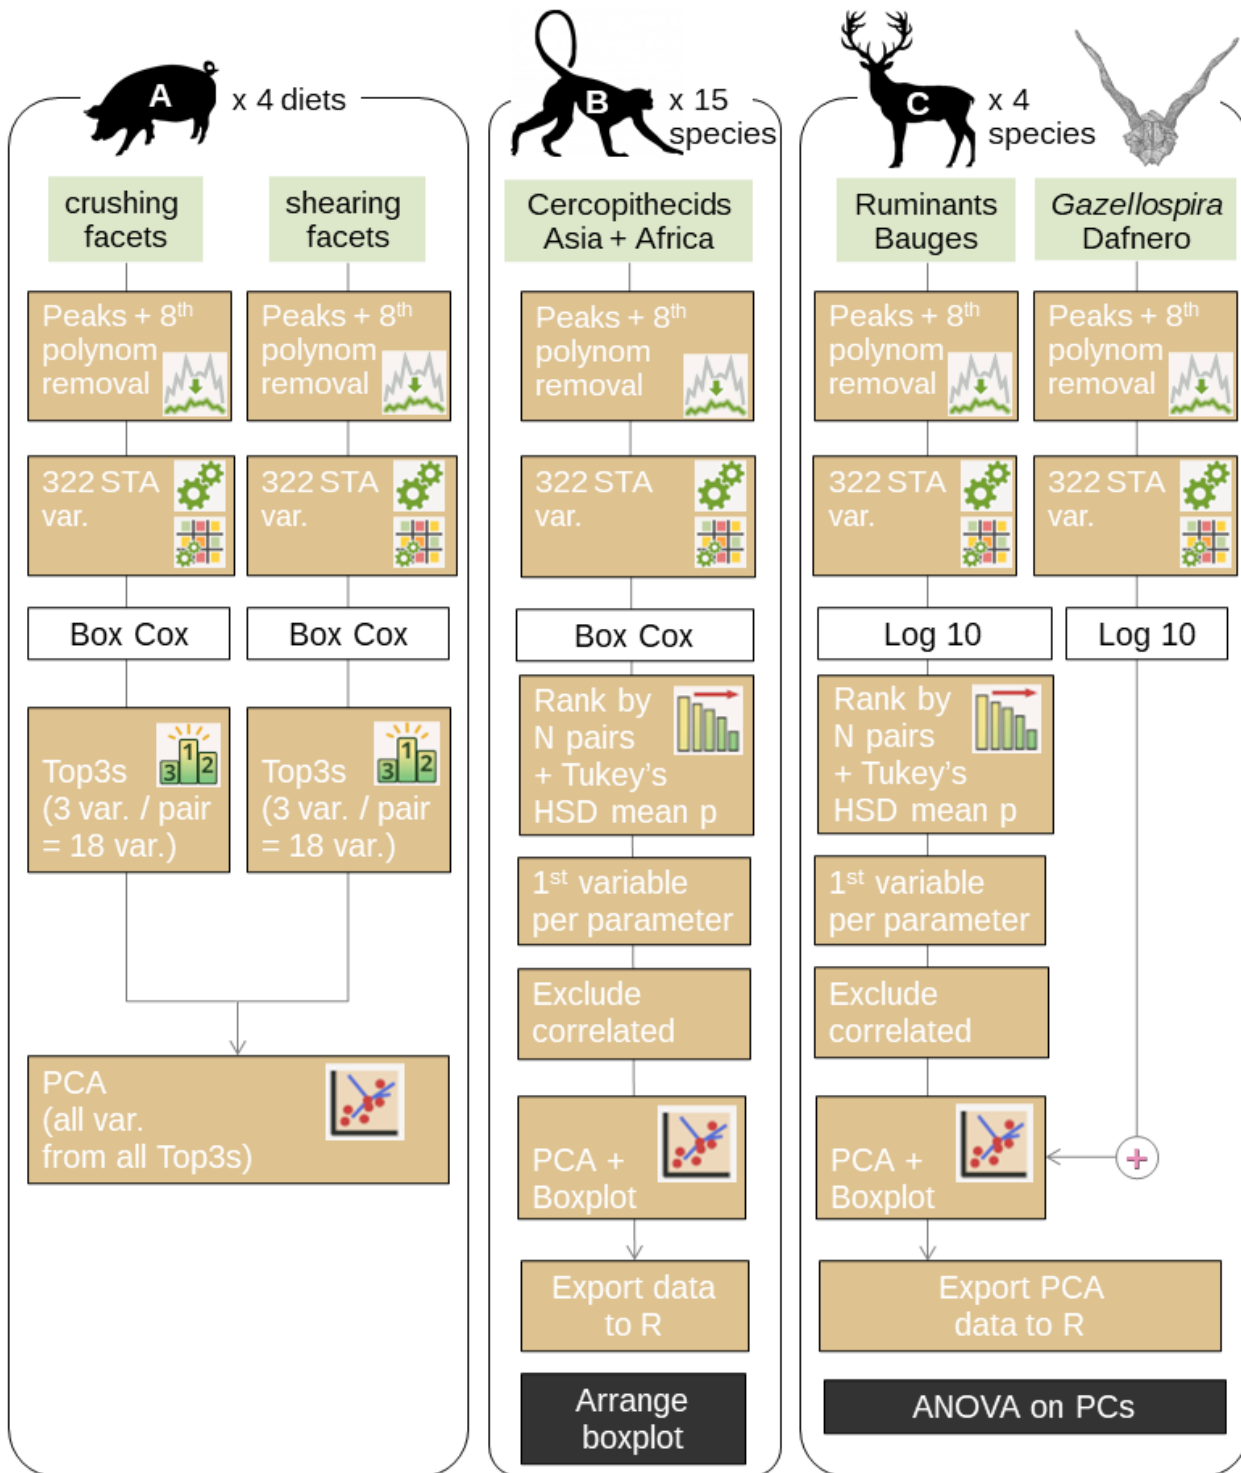 A
x 4 diets
crushing
facets
shearing
facets
Peaks + 8th
polynom
removal
Peaks + 8th
polynom
removal
322 STA
var.
322 STA
var.
Box Cox
Box Cox
3 1 2
Top3s
(3 var. / pair
= 18 var.)
3 1 2
Top3s
(3 var. / pair
= 18 var.)
PCA
(all var.
from all Top3s)
B
x 15
species
Cercopithecids
Asia + Africa
Peaks + 8th
polynom
removal
322 STA
var.
Box Cox
Rank by
N pairs
+ Tukey's
HSD mean p
1st variable
per parameter
Exclude
correlated
PCA +
Boxplot
Export data
to R
Arrange
boxplot
C
x 4
species
Ruminants
Bauges
Gazellospira
Dafnero
Peaks + 8th
polynom
removal
Peaks + 8th
polynom
removal
322 STA
var.
322 STA
var.
Log 10
Log 10
Rank by
N pairs
+ Tukey's
HSD mean p
1st variable
per parameter
Exclude
correlated
PCA +
Boxplot
+
Export PCA
data to R
ANOVA on PCs